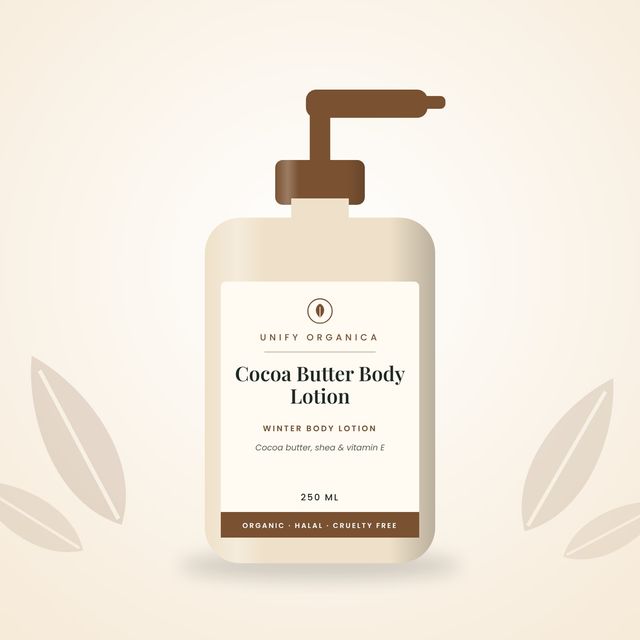 UNIFY ORGANICA
Cocoa Butter Body
Lotion
WINTER BODY LOTION
Cocoa butter, shea & vitamin E
250 ML
ORGANIC · HALAL · CRUELTY FREE